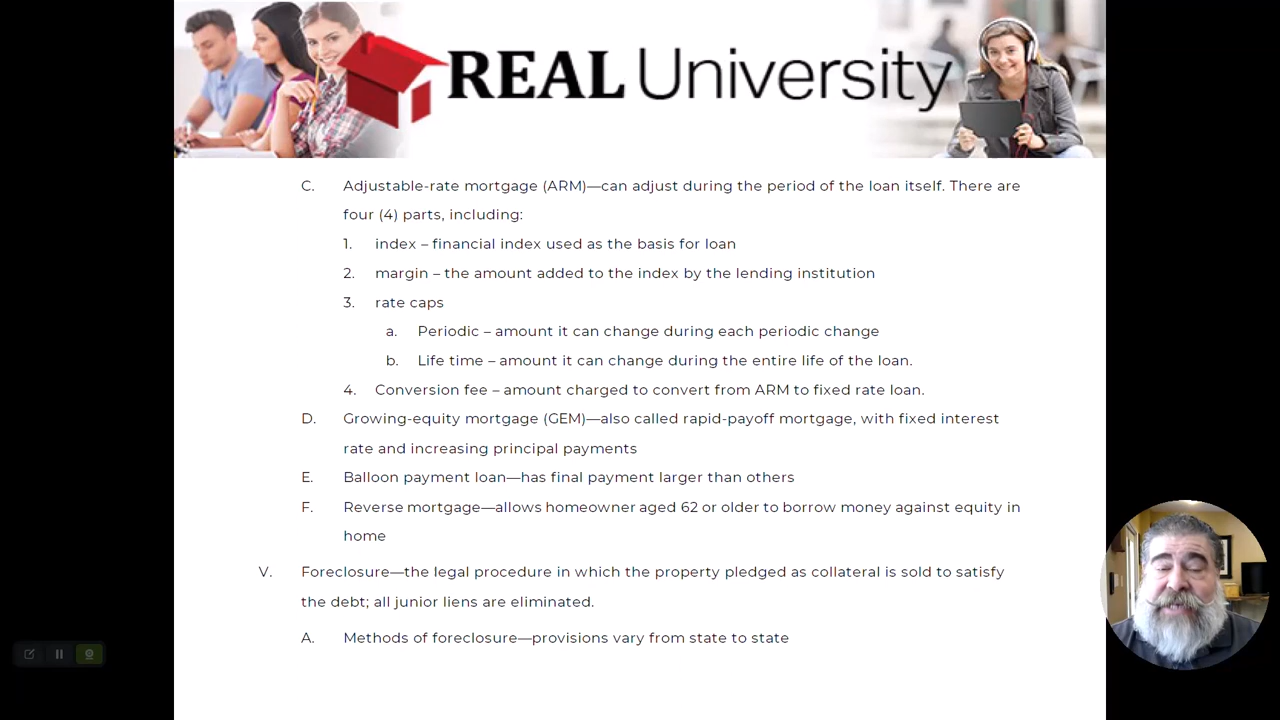 REAL University
C. Adjustable-rate mortgage (ARM)—can adjust during the period of the loan itself. There are
four (4) parts, including:
1. index – financial index used as the basis for loan
2. margin – the amount added to the index by the lending institution
3. rate caps
a. Periodic – amount it can change during each periodic change
b. Life time – amount it can change during the entire life of the loan.
4. Conversion fee – amount charged to convert from ARM to fixed rate loan.
D. Growing-equity mortgage (GEM)—also called rapid-payoff mortgage, with fixed interest
rate and increasing principal payments
E. Balloon payment loan—has final payment larger than others
F. Reverse mortgage—allows homeowner aged 62 or older to borrow money against equity in
home
V. Foreclosure—the legal procedure in which the property pledged as collateral is sold to satisfy
the debt; all junior liens are eliminated.
A. Methods of foreclosure—provisions vary from state to state